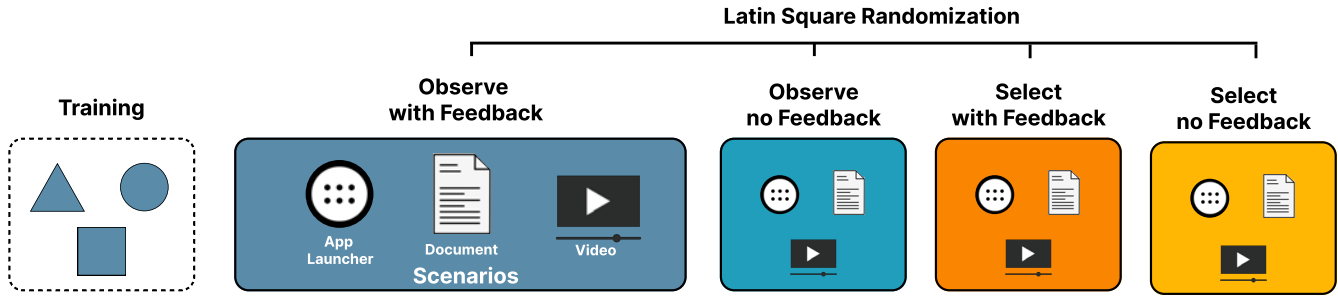 Latin Square Randomization
Training
Observe
with Feedback
Observe
no Feedback
Select
with Feedback
Select
no Feedback
App
Launcher
Document
Video
Scenarios